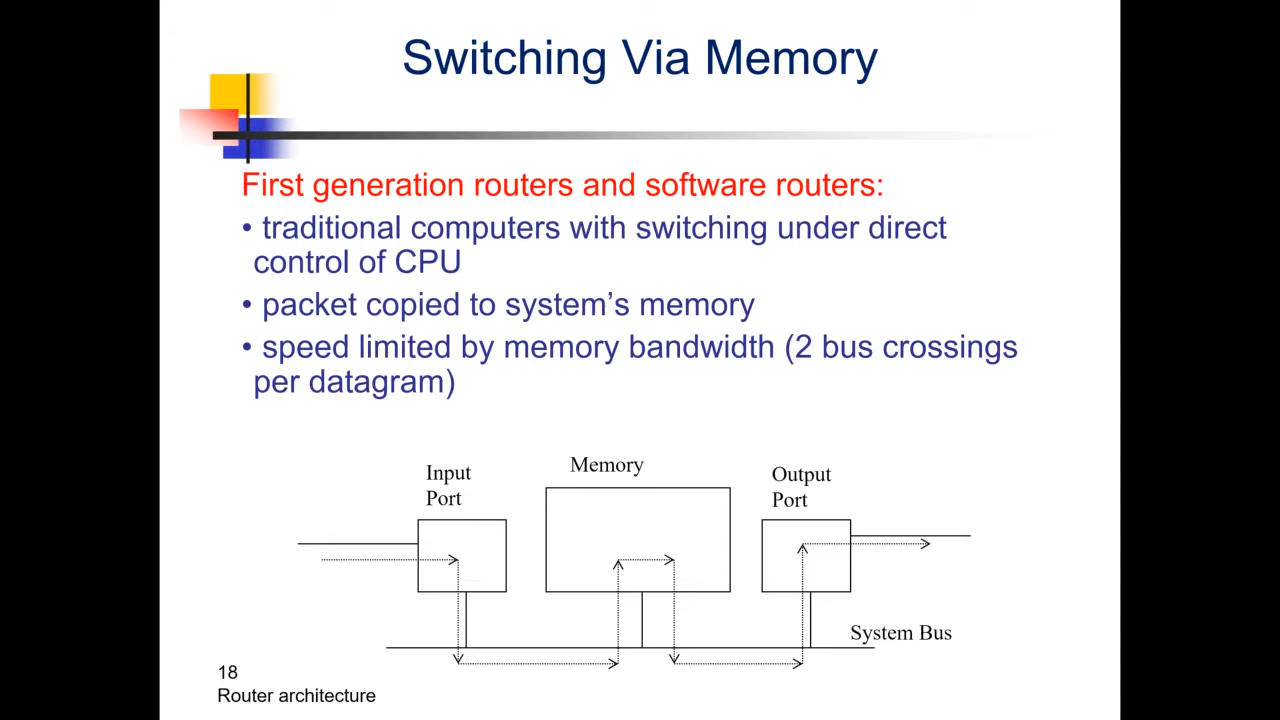 Switching Via Memory
First generation routers and software routers:
• traditional computers with switching under direct
control of CPU
• packet copied to system’s memory
• speed limited by memory bandwidth (2 bus crossings
per datagram)
Input
Port
Memory
Output
Port
System Bus
18
Router architecture